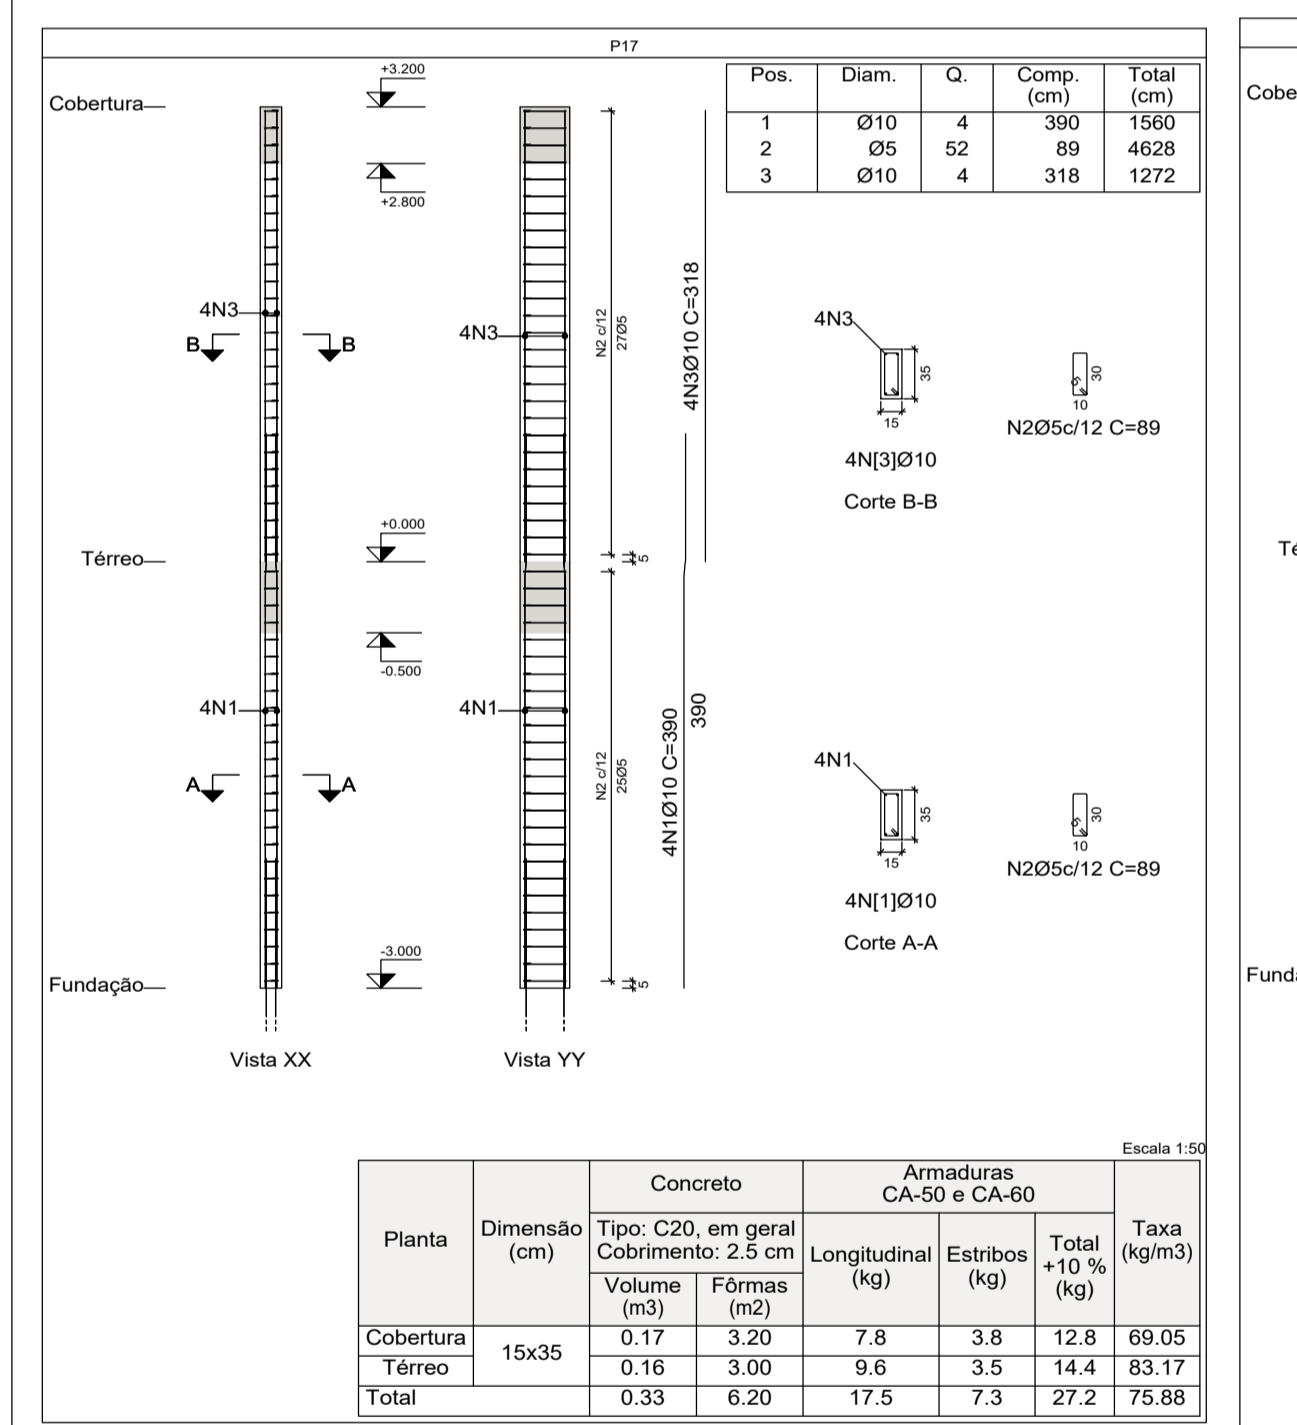 P17
Pos. Diam. Q. Comp. (cm) Total (cm)
1 Ø10 4 390 1560
2 Ø5 52 89 4628
3 Ø10 4 318 1272
Cobertura
+3.200
+2.800
4N3
B B
4N3
N2 c/12
27Ø5
4N3Ø10 C=318
Térreo
+0.000
5
-0.500
4N1
4N1
A A
N2 c/12
25Ø5
4N1Ø10 C=390
390
Fundação
-3.000
5
Vista XX
Vista YY
4N3
35
15
4N[3]Ø10
Corte B-B
5
30
10
N2Ø5c/12 C=89
4N1
35
15
4N[1]Ø10
Corte A-A
5
30
10
N2Ø5c/12 C=89
Escala 1:50
Planta
Dimensão
(cm)
Concreto
Tipo: C20, em geral
Cobrimento: 2.5 cm
Volume
(m3)
Fôrmas
(m2)
Armaduras
CA-50 e CA-60
Longitudinal
(kg)
Estribos
(kg)
Total
+10 %
(kg)
Taxa
(kg/m3)
Cobertura 15x35 0.17 3.20 7.8 3.8 12.8 69.05
Térreo 0.16 3.00 9.6 3.5 14.4 83.17
Total 0.33 6.20 17.5 7.3 27.2 75.88
Cobe
Té
Fund